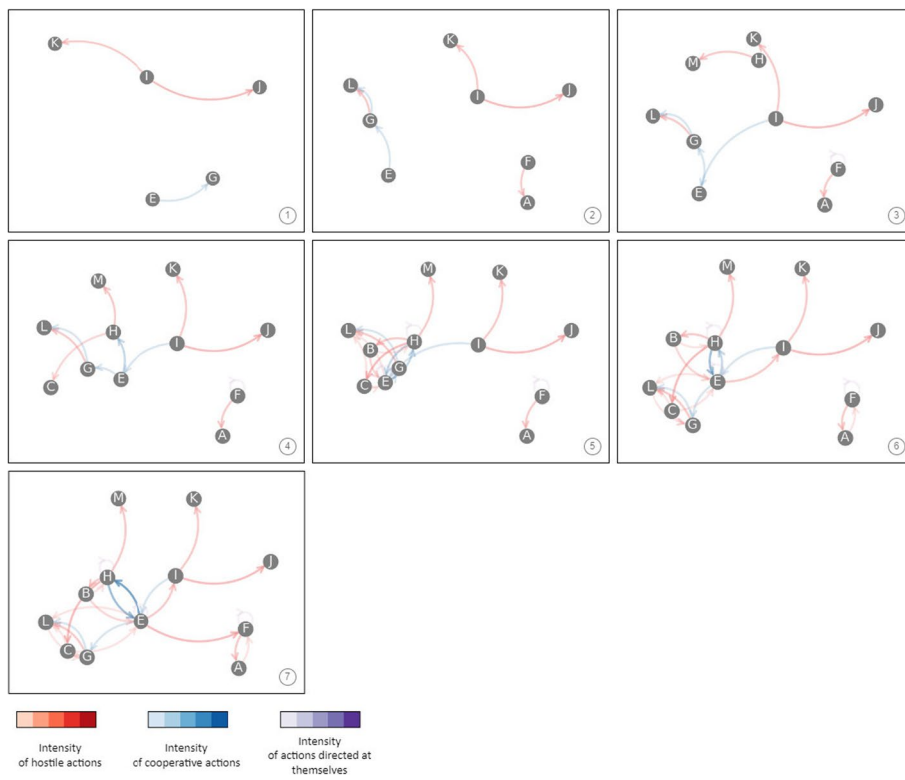 K
I
J
G
E
1
K
L
I
J
G
F
E
A
2
K
H
M
J
L
I
G
F
E
A
3
K
M
L
H
J
I
G
E
C
F
A
4
M
K
L
H
J
B
I
G
C
E
F
A
5
M
K
J
B
H
I
E
L
F
C
G
A
6
M
K
J
H
I
B
L
E
F
C
G
A
7
Intensity
of hostile actions
Intensity
of cooperative actions
Intensity
of actions directed at
themselves